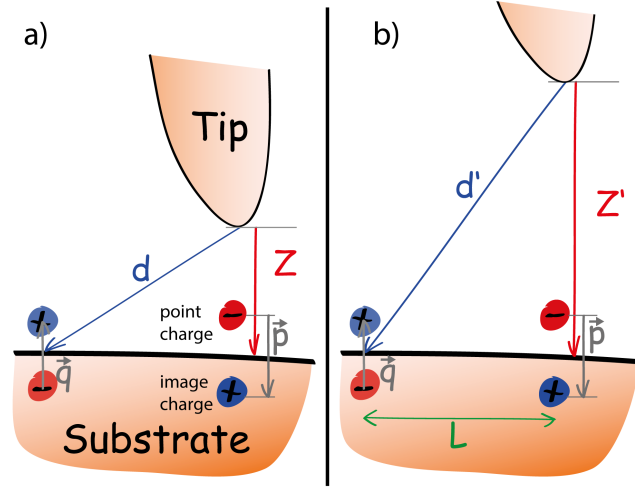 a)
Tip
d
Z
+
-
point
charge
p
q
-
image
charge
+
Substrate
b)
d'
Z'
+
-
p
q
-
+
L